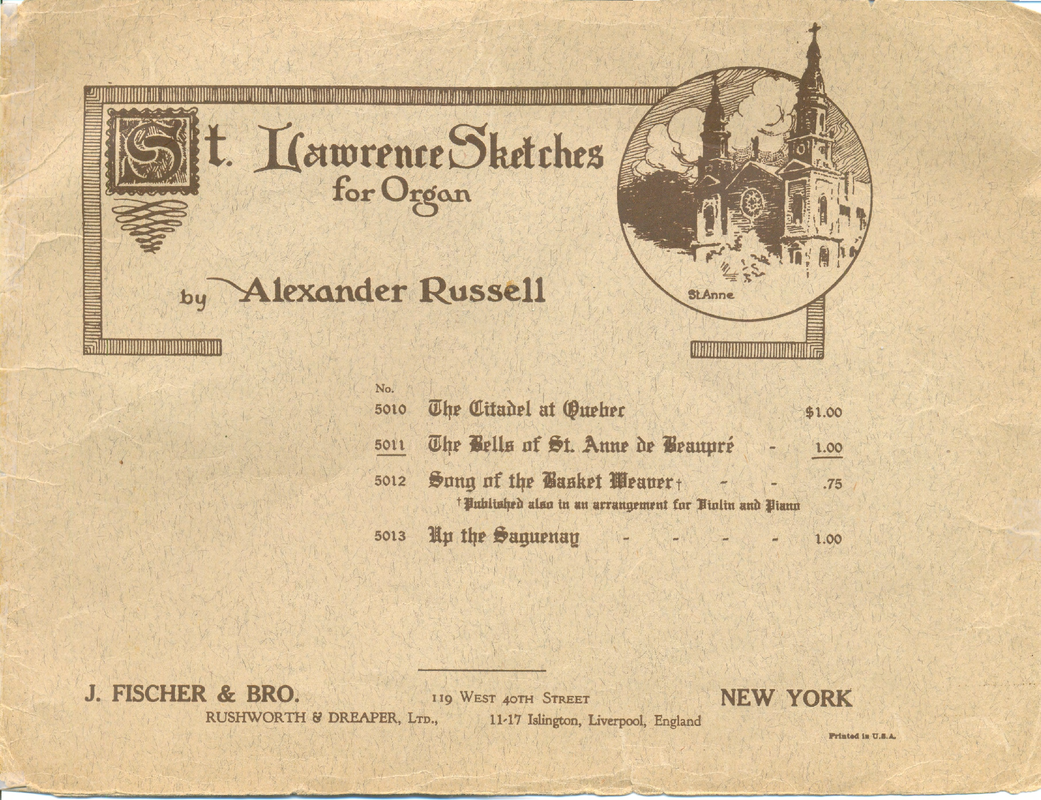 St. Lawrence Sketches
for Organ
by Alexander Russell
St. Anne
No.
5010 The Citadel at Quebec $1.00
5011 The Bells of St. Anne de Beaupré - 1.00
5012 Song of the Basket Weaver† - - .75
†Published also in an arrangement for Violin and Piano
5013 Up the Saguenay - - - - 1.00
J. FISCHER & BRO. 119 WEST 40TH STREET NEW YORK
RUSHWORTH & DREAPER, LTD., 11-17 Islington, Liverpool, England
Printed in U.S.A.